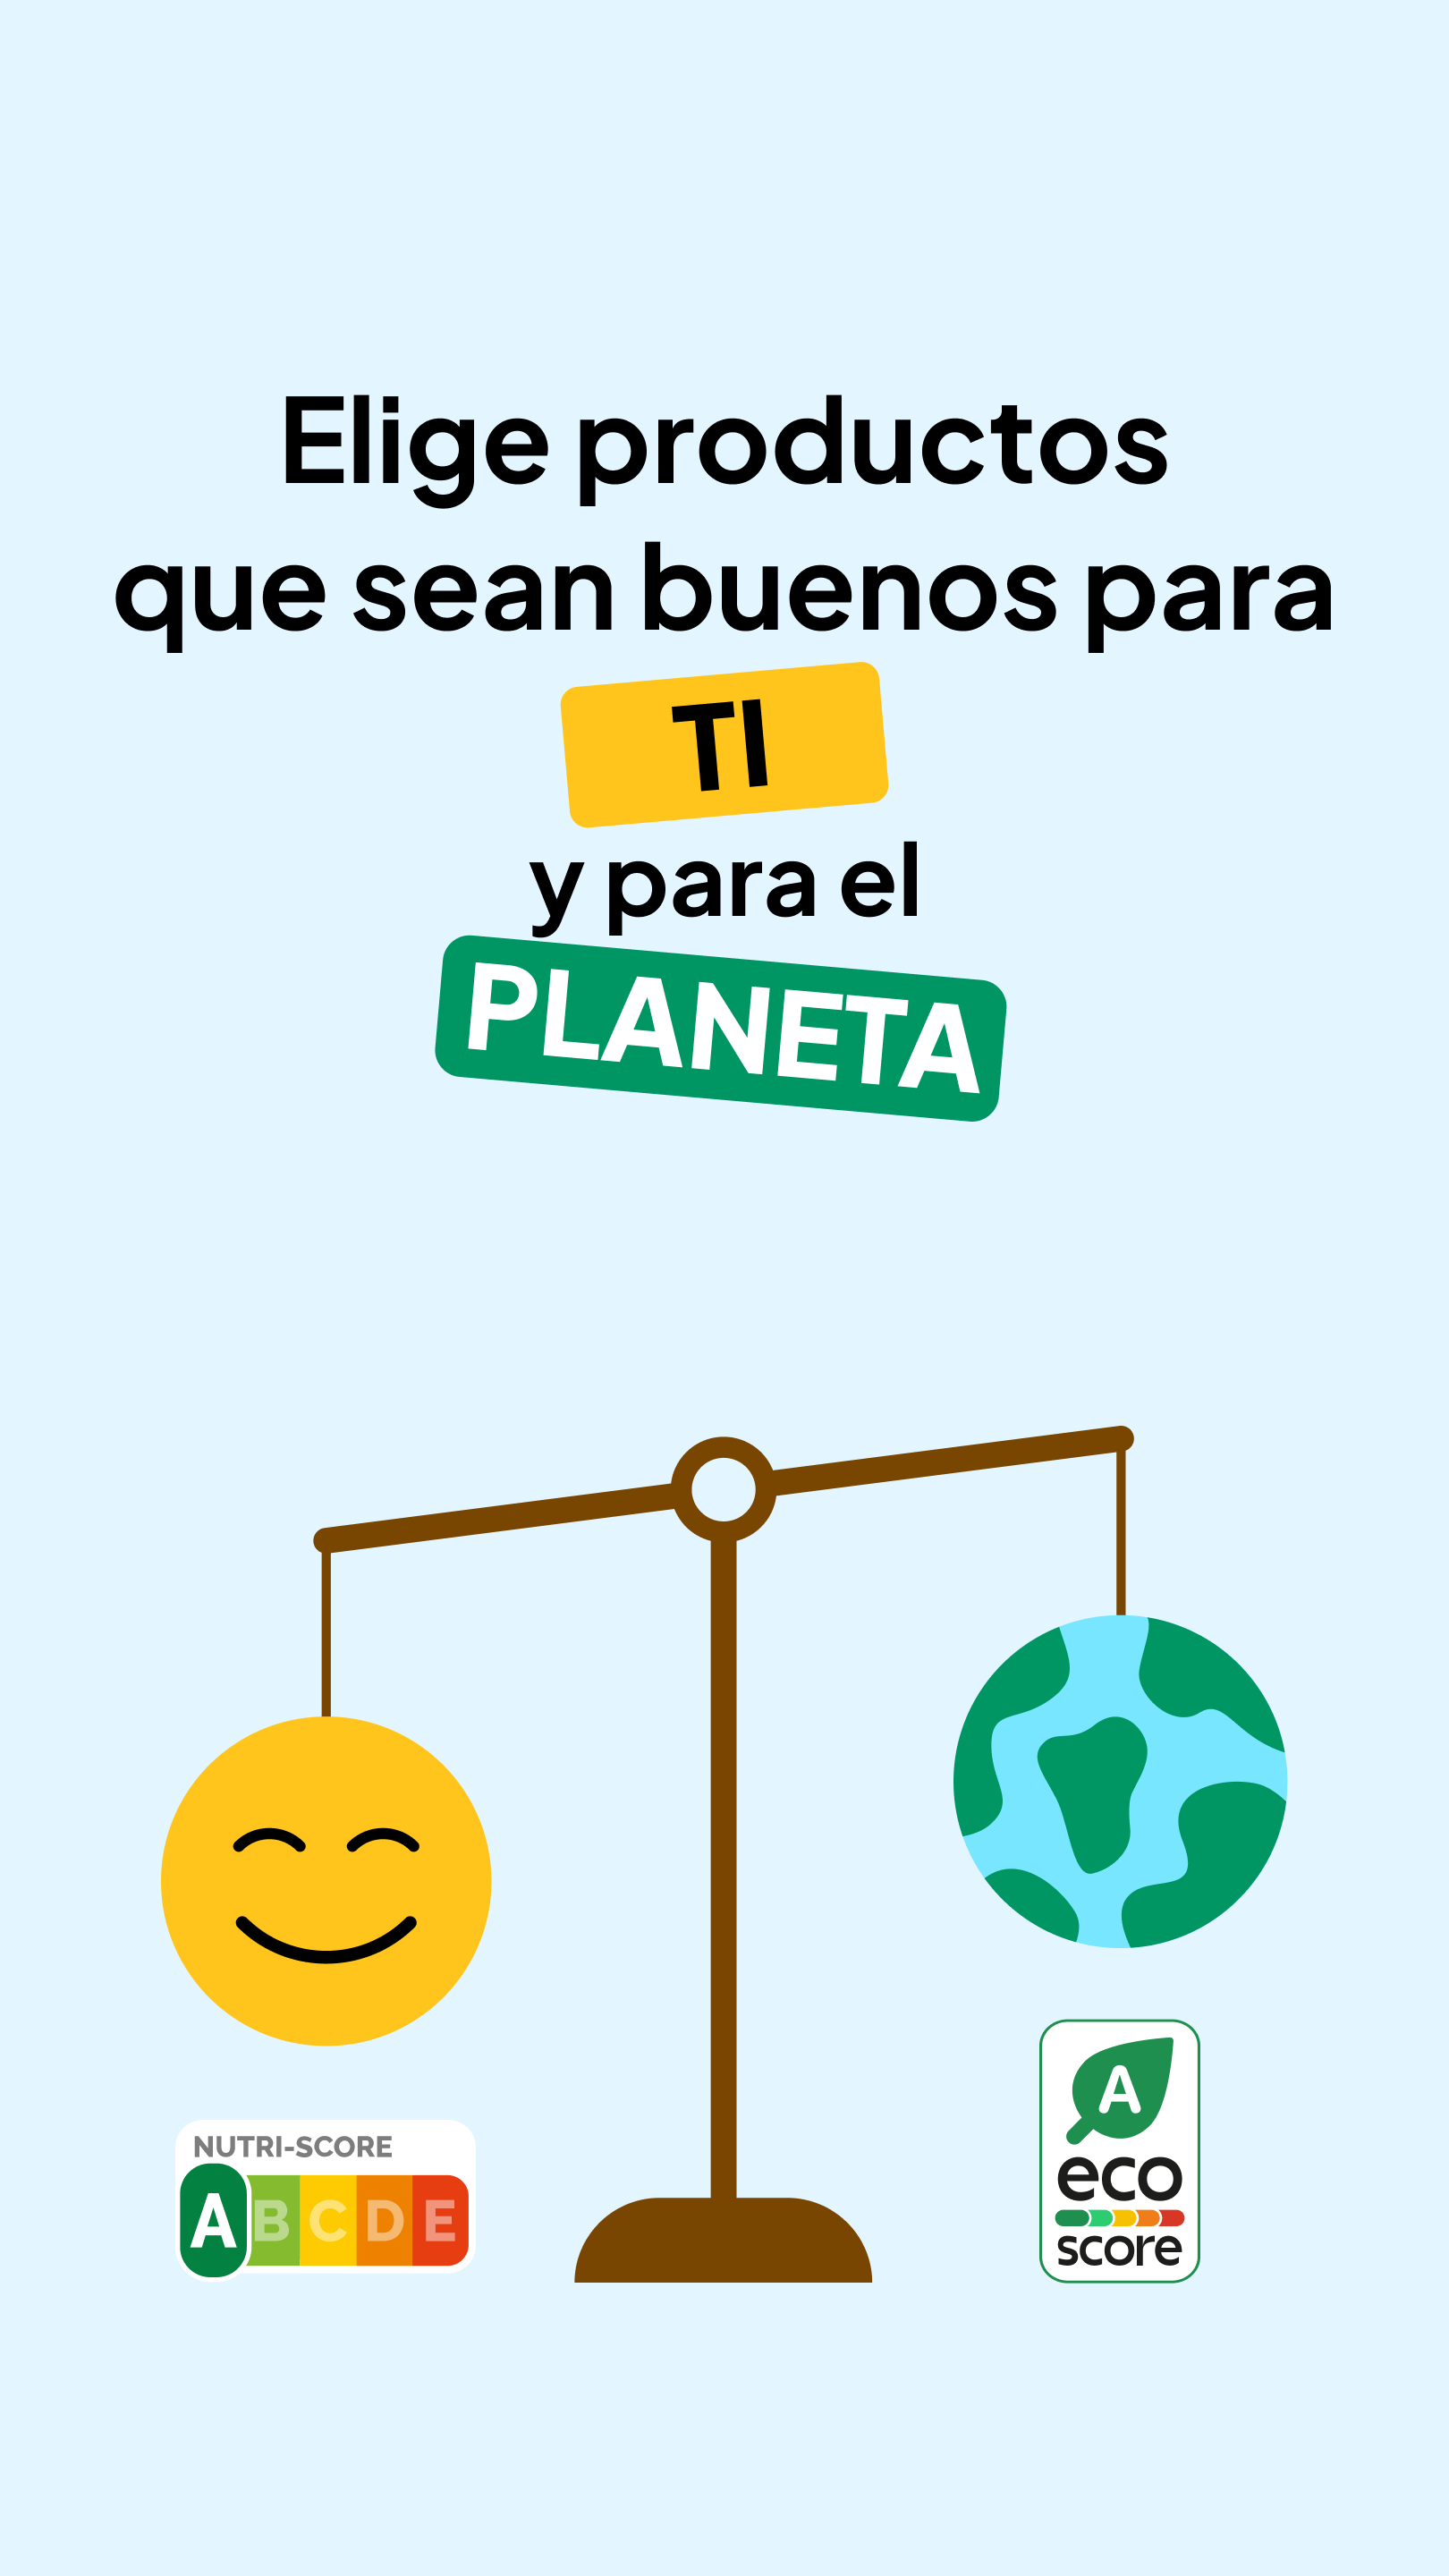 Elige productos
que sean buenos para
TI
y para el
PLANETA
NUTRI-SCORE
A B C D E
A
eco
score